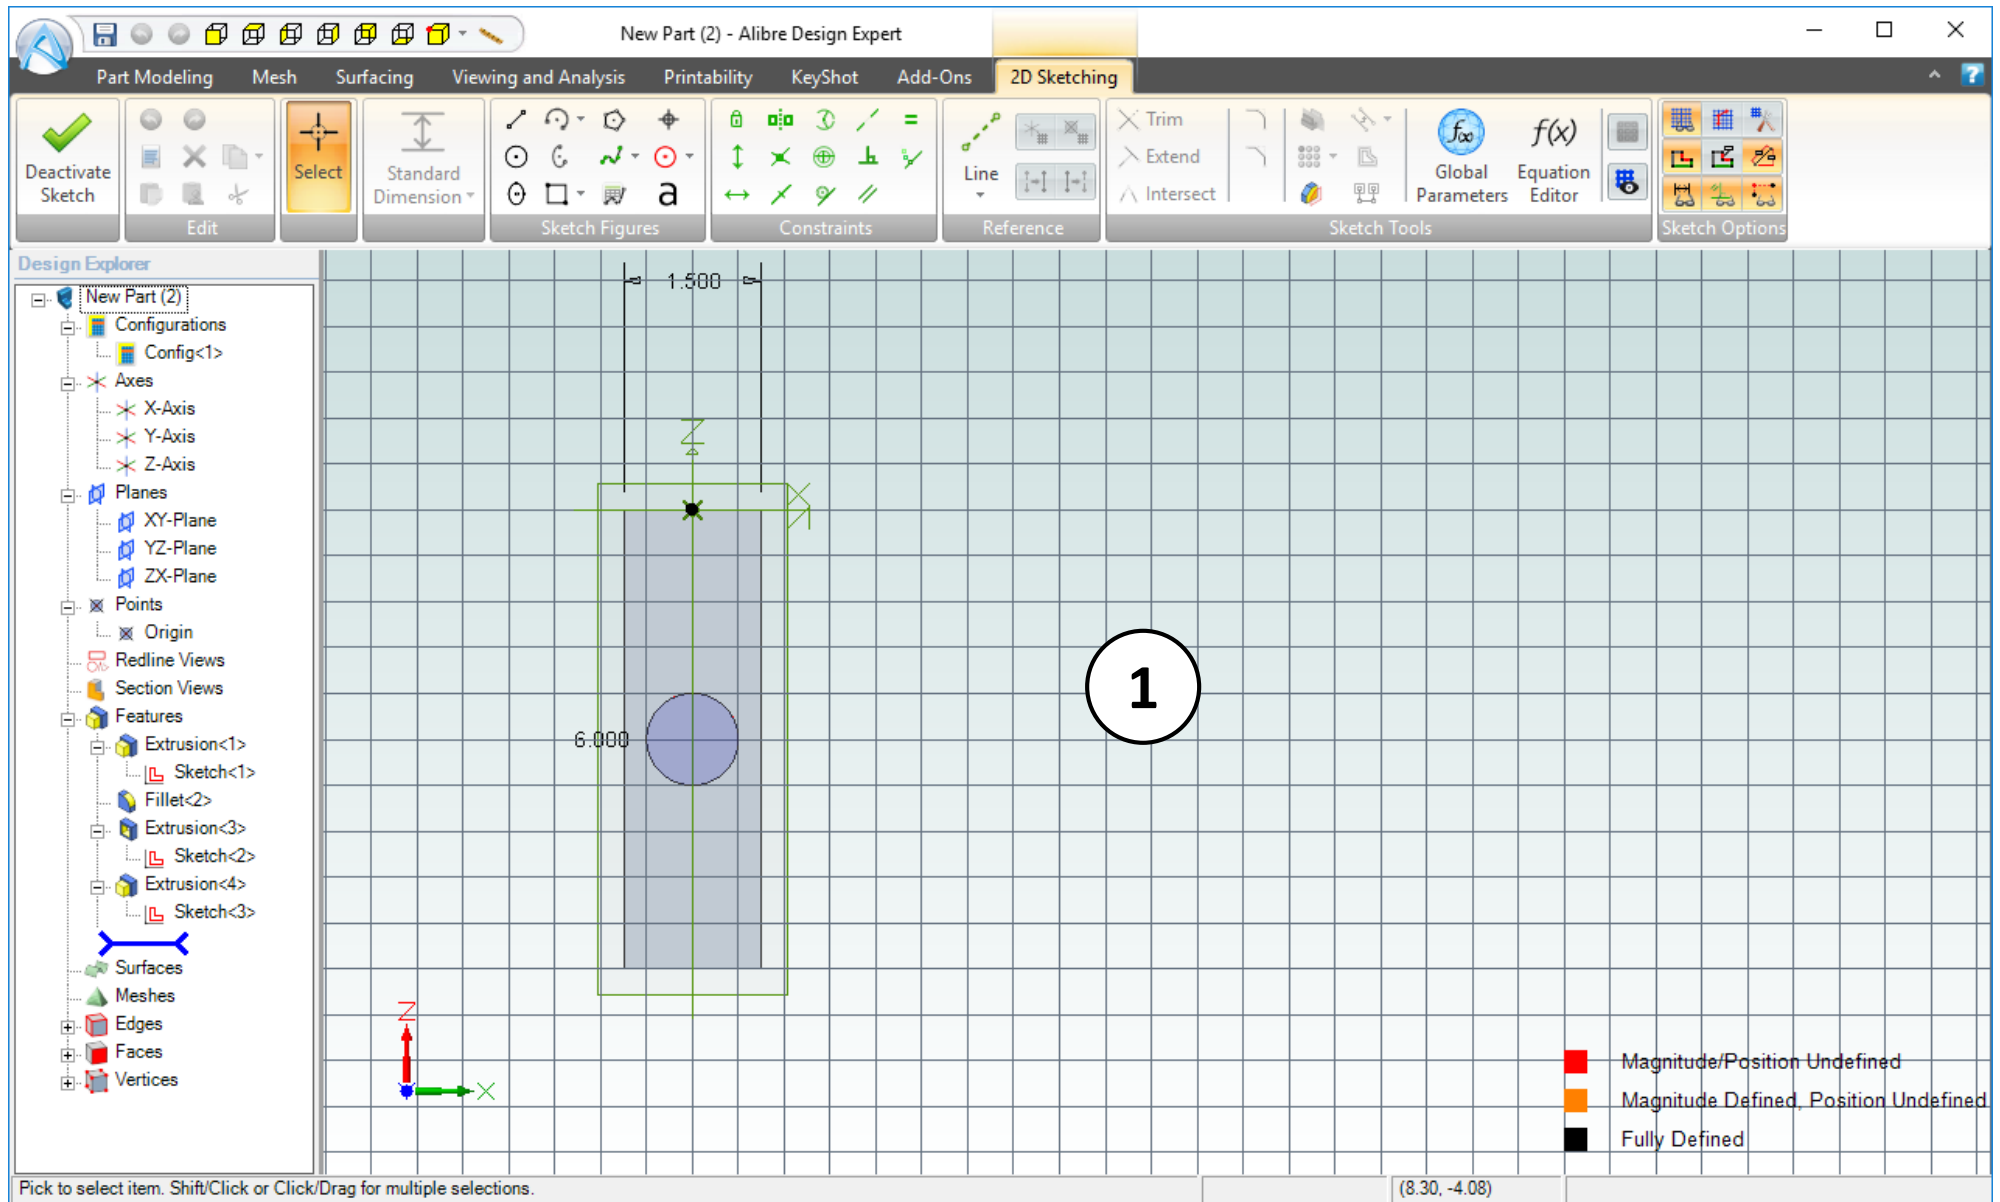 New Part (2) - Alibre Design Expert
Part Modeling Mesh Surfacing Viewing and Analysis Printability KeyShot Add-Ons 2D Sketching
Deactivate Sketch
Edit
Select
Standard Dimension
Sketch Figures
a
Constraints
Line
Reference
Trim
Extend
Intersect
Global Parameters
f(x)
Equation Editor
Sketch Tools
Sketch Options
Design Explorer
New Part (2)
Configurations
Config<1>
Axes
X-Axis
Y-Axis
Z-Axis
Planes
XY-Plane
YZ-Plane
ZX-Plane
Points
Origin
Redline Views
Section Views
Features
Extrusion<1>
Sketch<1>
Fillet<2>
Extrusion<3>
Sketch<2>
Extrusion<4>
Sketch<3>
Surfaces
Meshes
Edges
Faces
Vertices
1.500
Z
X
1
6.000
Z
X
Magnitude/Position Undefined
Magnitude Defined, Position Undefined
Fully Defined
Pick to select item. Shift/Click or Click/Drag for multiple selections.
(8.30, -4.08)